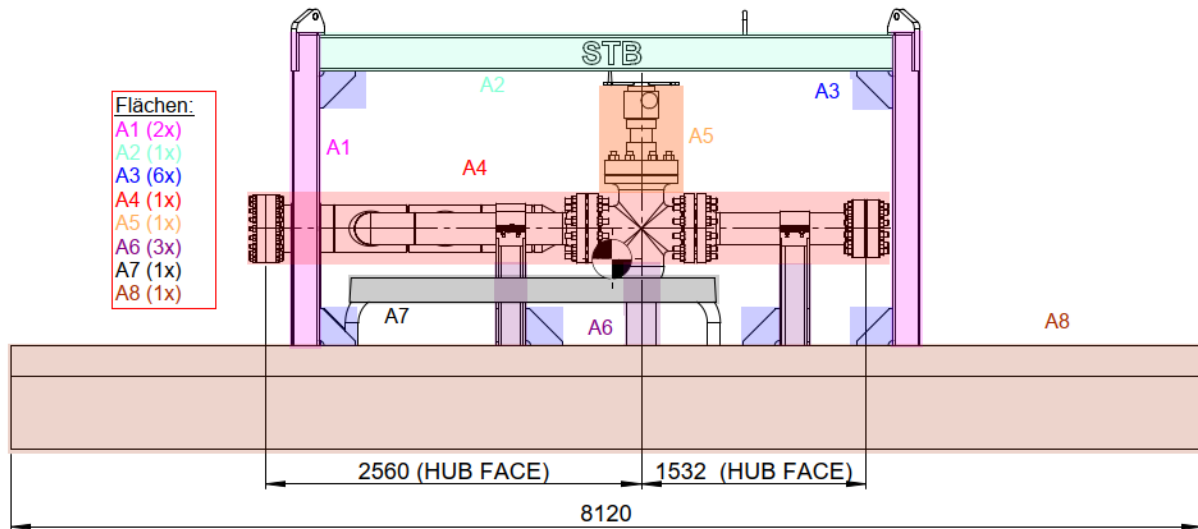 STB
A2
A3
Flächen:
A1 (2x)
A2 (1x)
A3 (6x)
A4 (1x)
A5 (1x)
A6 (3x)
A7 (1x)
A8 (1x)
A1
A5
A4
A7
A6
A8
2560 (HUB FACE)
1532 (HUB FACE)
8120